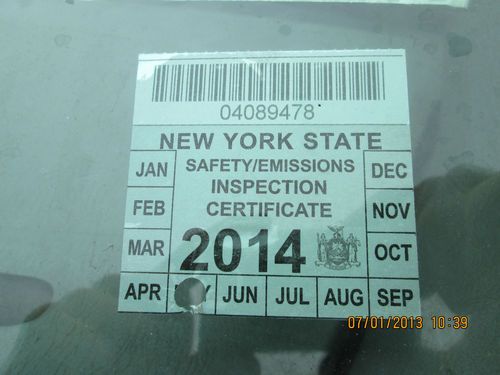 04089478
NEW YORK STATE
JAN SAFETY/EMISSIONS DEC
INSPECTION
FEB CERTIFICATE NOV
MAR 2014 OCT
APR JUN JUL AUG SEP
07/01/2013 10:39